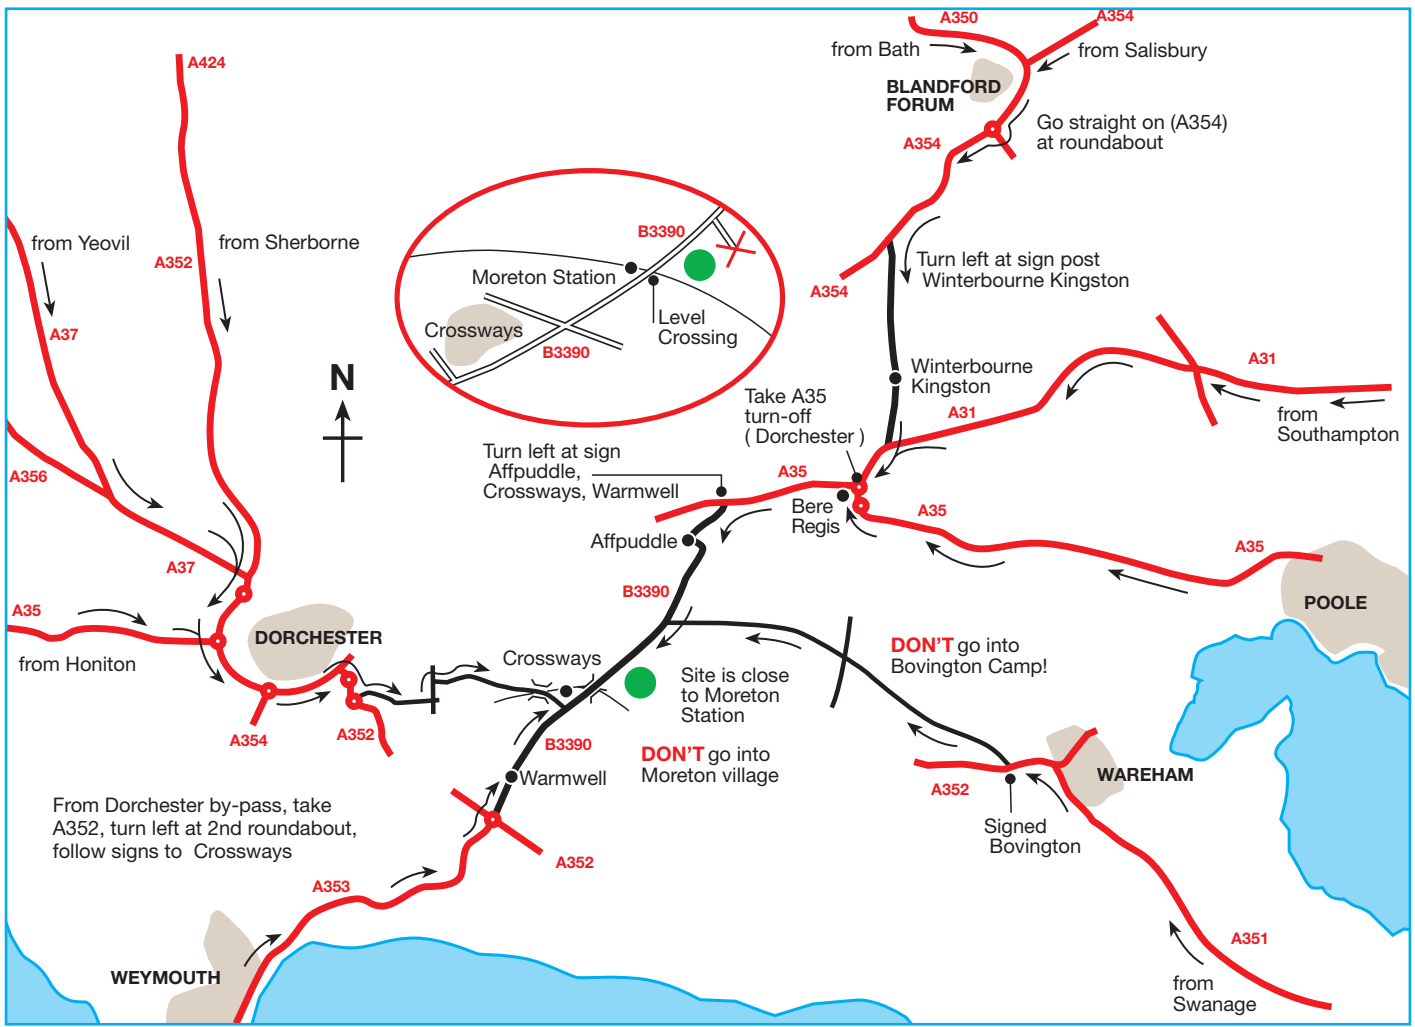 A350
A354
from Bath
from Salisbury
BLANDFORD
FORUM
Go straight on (A354)
at roundabout
A354
A424
from Yeovil
from Sherborne
A352
A37
B3390
Moreton Station
Crossways
Level
Crossing
B3390
Turn left at sign post
Winterbourne Kingston
A354
N
Winterbourne
Kingston
Take A35
turn-off
( Dorchester )
A31
A31
from
Southampton
A356
Turn left at sign
Affpuddle,
Crossways, Warmwell
A35
Bere
Regis
A35
A35
POOLE
Affpuddle
A37
B3390
A35
from Honiton
DORCHESTER
Crossways
Site is close
to Moreton
Station
DON'T go into
Bovington Camp!
A354
A352
B3390
DON'T go into
Moreton village
Warmwell
WAREHAM
A352
Signed
Bovington
From Dorchester by-pass, take
A352, turn left at 2nd roundabout,
follow signs to Crossways
A352
A353
WEYMOUTH
A351
from
Swanage